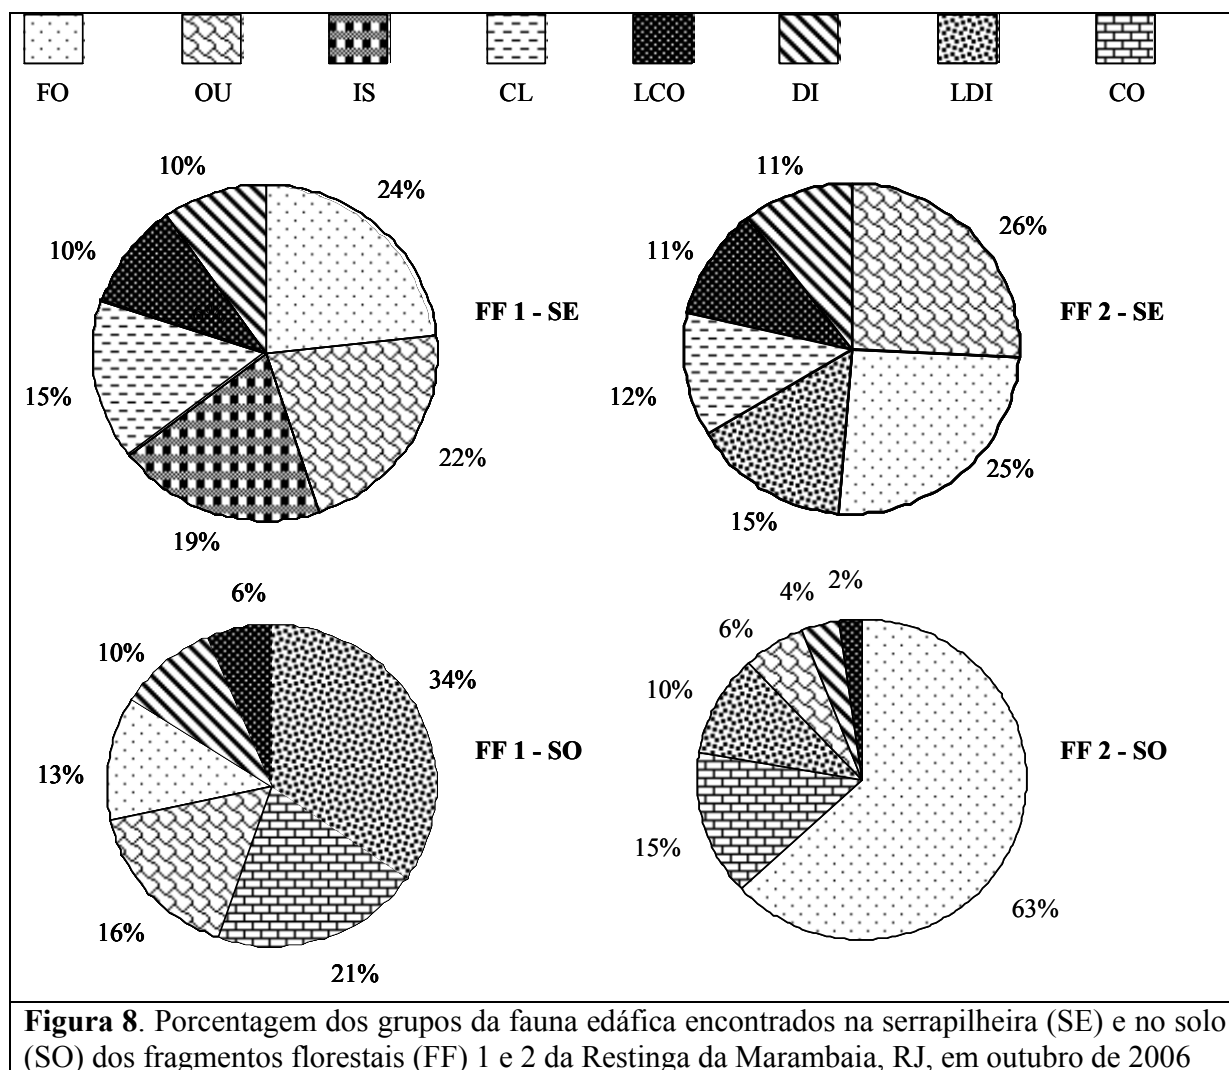 FO OU IS CL LCO DI LDI CO
10% 24% 11% 26%
10% 11%
FF 1 - SE FF 2 - SE
15% 12%
22% 25%
19% 15%
6% 4% 2%
10% 34% 6%
10%
FF 1 - SO FF 2 - SO
13%
15%
16% 63%
21%
Figura 8. Porcentagem dos grupos da fauna edáfica encontrados na serrapilheira (SE) e no solo
(SO) dos fragmentos florestais (FF) 1 e 2 da Restinga da Marambaia, RJ, em outubro de 2006